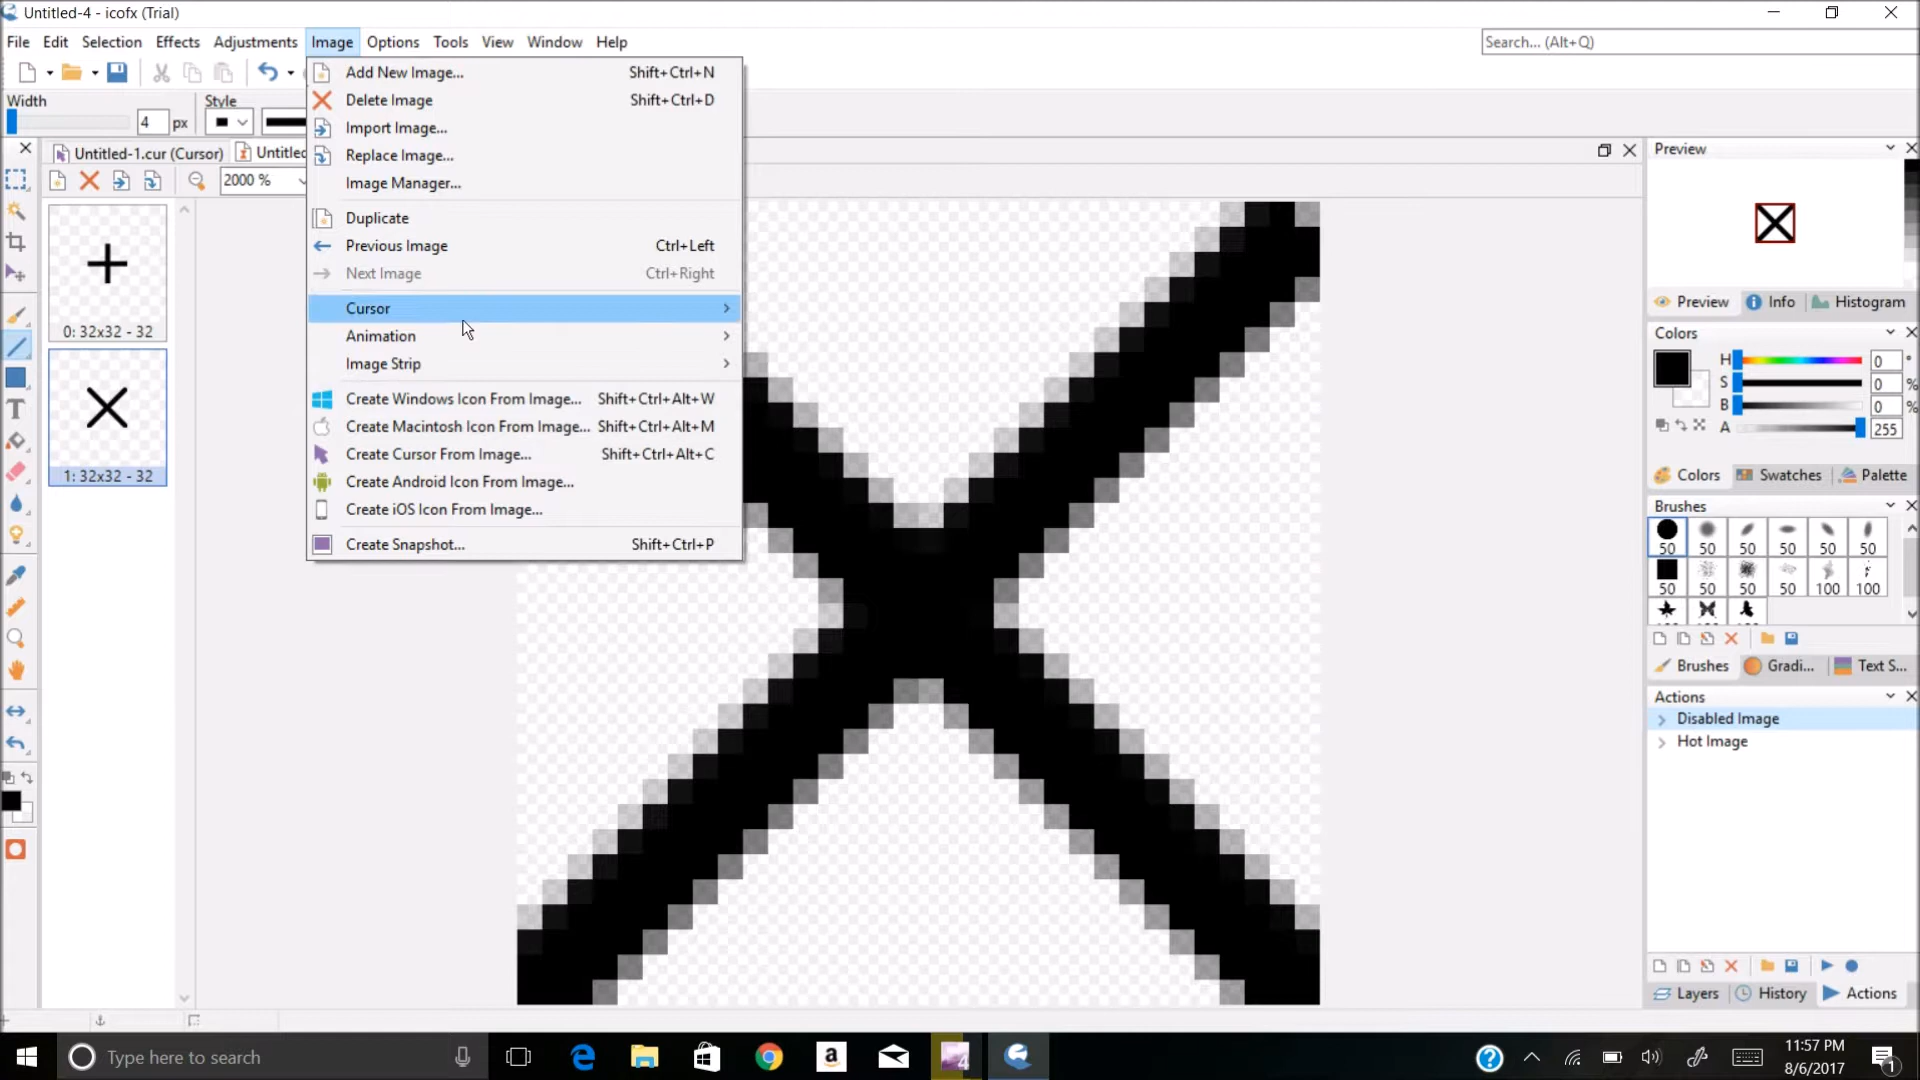 Untitled-4 - icofx (Trial)
File Edit Selection Effects Adjustments Image Options Tools View Window Help
Search... (Alt+Q)
Width
4 px
Style
Untitled-1.cur (Cursor)
Untitled
2000 %
0: 32x32 - 32
1: 32x32 - 32
Add New Image... Shift+Ctrl+N
Delete Image Shift+Ctrl+D
Import Image...
Replace Image...
Image Manager...
Duplicate
Previous Image Ctrl+Left
Next Image Ctrl+Right
Cursor
Animation
Image Strip
Create Windows Icon From Image... Shift+Ctrl+Alt+W
Create Macintosh Icon From Image... Shift+Ctrl+Alt+M
Create Cursor From Image... Shift+Ctrl+Alt+C
Create Android Icon From Image...
Create iOS Icon From Image...
Create Snapshot... Shift+Ctrl+P
Preview
Preview Info Histogram
Colors
H 0 °
S 0 %
B 0 %
A 255
Colors Swatches Palette
Brushes
50 50 50 50 50 50
50 50 50 50 100 100
Brushes Gradi... Text S...
Actions
Disabled Image
Hot Image
Layers History Actions
Type here to search
11:57 PM
8/6/2017
1